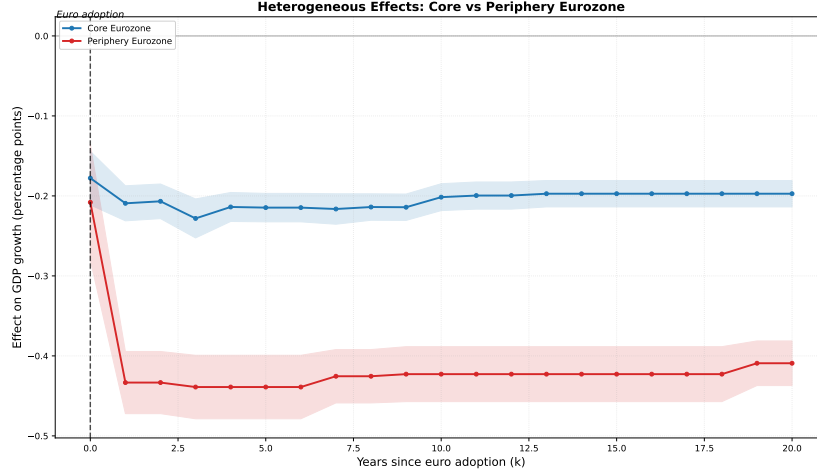 Heterogeneous Effects: Core vs Periphery Eurozone
Euro adoption
Core Eurozone
Periphery Eurozone
Effect on GDP growth (percentage points)
0.0
−0.1
−0.2
−0.3
−0.4
−0.5
0.0 2.5 5.0 7.5 10.0 12.5 15.0 17.5 20.0
Years since euro adoption (k)